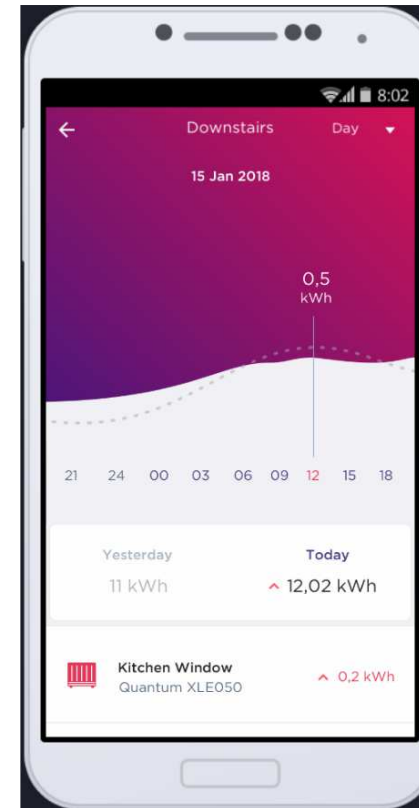 8:02
Downstairs Day
15 Jan 2018
0,5
kWh
21 24 00 03 06 09 12 15 18
Yesterday Today
11 kWh 12,02 kWh
Kitchen Window
Quantum XLE050
0,2 kWh